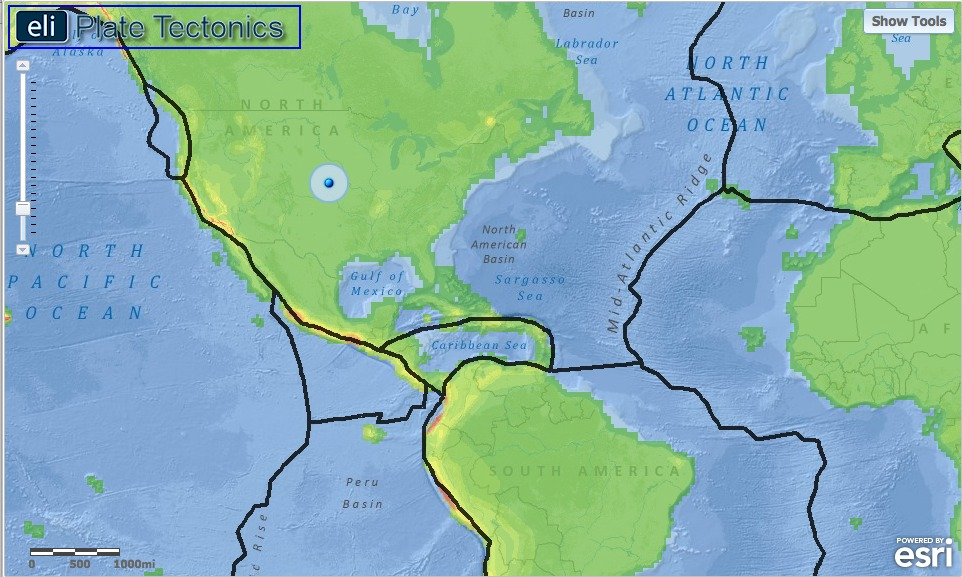 eli Plate Tectonics
Show Tools
Bay
Basin
Alaska
Labrador
Sea
Sea
NORTH
ATLANTIC
OCEAN
NORTH
AMERICA
E
Mid-Atlantic Ridge
North
American
Basin
Sargasso
Sea
NORTH
PACIFIC
OCEAN
Gulf of
Mexico
Caribbean Sea
A F
SOUTH AMERICA
Peru
Basin
c Rise
0 500 1000mi
POWERED BY
esri